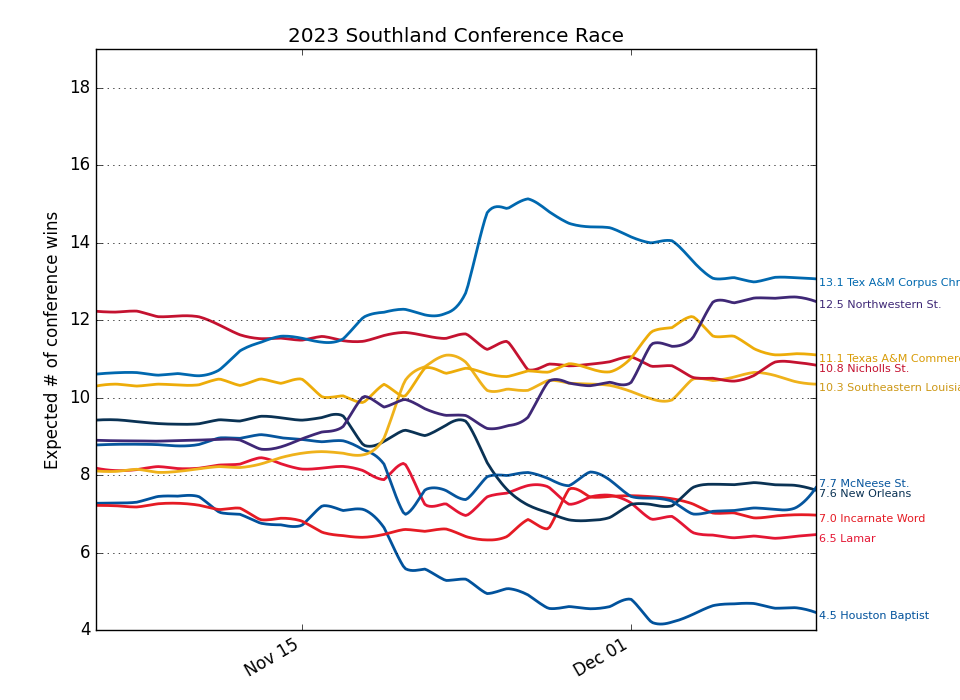 2023 Southland Conference Race
Expected # of conference wins
18
16
14
12
10
8
6
4
Nov 15
Dec 01
13.1 Tex A&M Corpus Chr
12.5 Northwestern St.
11.1 Texas A&M Commerc
10.8 Nicholls St.
10.3 Southeastern Louisia
7.7 McNeese St.
7.6 New Orleans
7.0 Incarnate Word
6.5 Lamar
4.5 Houston Baptist